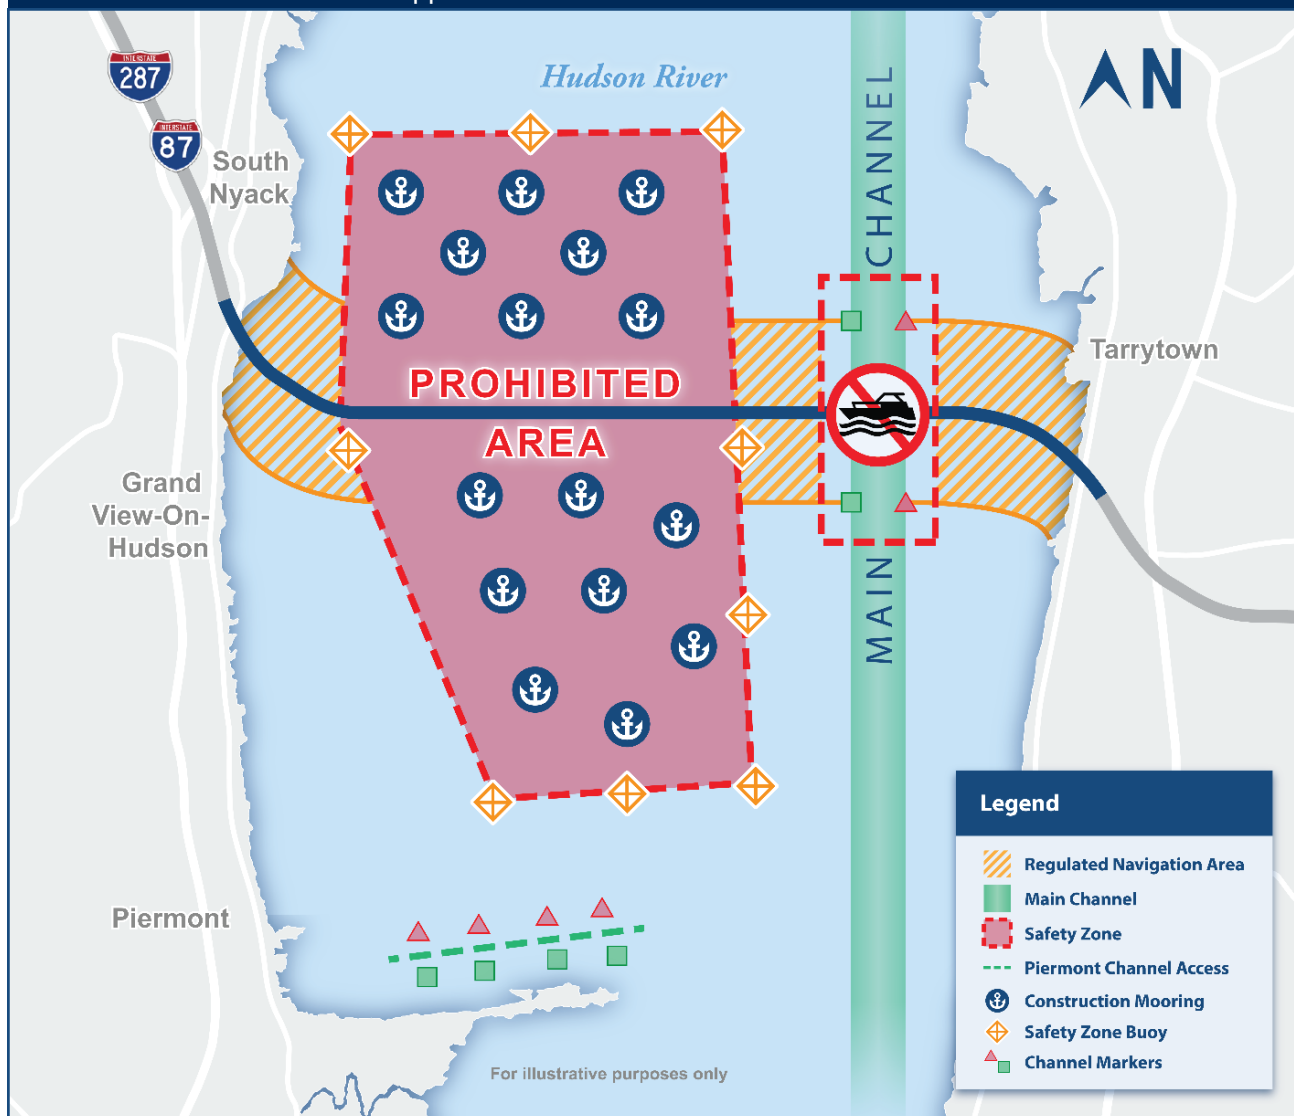 INTERSTATE
287
INTERSTATE
87
South
Nyack
Hudson River
MAIN CHANNEL
N
PROHIBITED
AREA
Tarrytown
Grand
View-On-
Hudson
Piermont
Legend
Regulated Navigation Area
Main Channel
Safety Zone
Piermont Channel Access
Construction Mooring
Safety Zone Buoy
Channel Markers
For illustrative purposes only